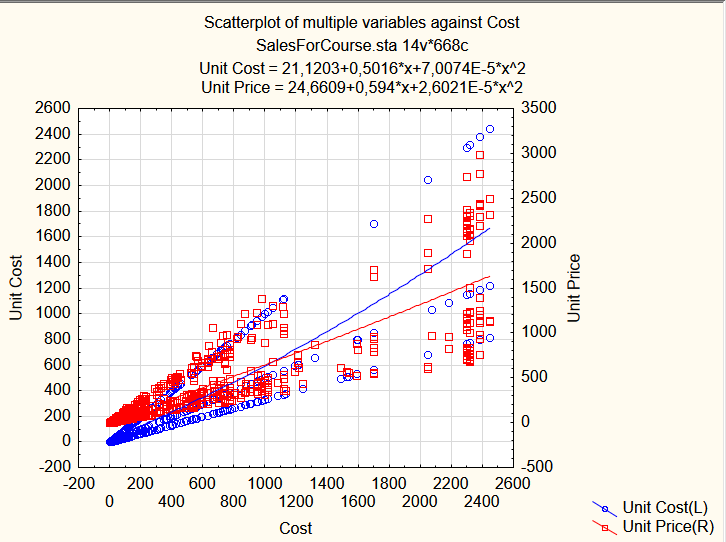 Scatterplot of multiple variables against Cost
SalesForCourse.sta 14v*668c
Unit Cost = 21,1203+0,5016*x+7,0074E-5*x^2
Unit Price = 24,6609+0,594*x+2,6021E-5*x^2
2600
2400
2200
2000
1800
1600
1400
1200
1000
800
600
400
200
0
-200
Unit Cost
3500
3000
2500
2000
1500
1000
500
0
-500
Unit Price
-200 200 600 1000 1400 1800 2200 2600
0 400 800 1200 1600 2000 2400
Cost
Unit Cost(L)
Unit Price(R)